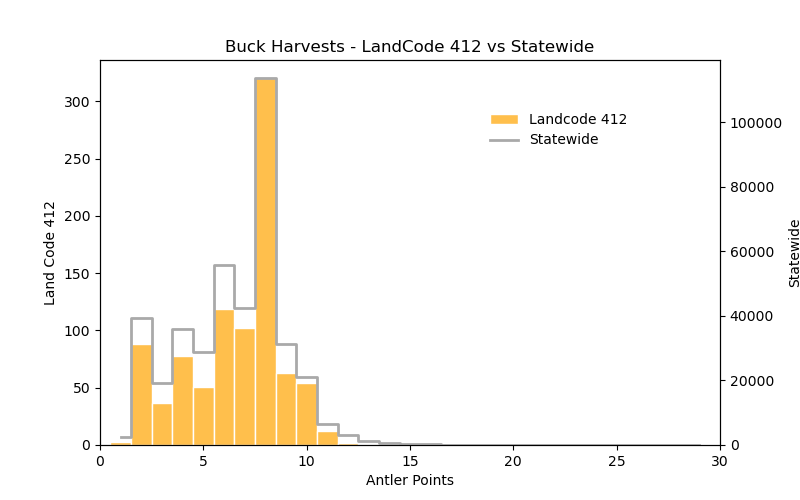 Buck Harvests - LandCode 412 vs Statewide
Landcode 412
Statewide
Land Code 412
300
250
200
150
100
50
0
100000
80000
60000
40000
20000
0
Statewide
0 5 10 15 20 25 30
Antler Points